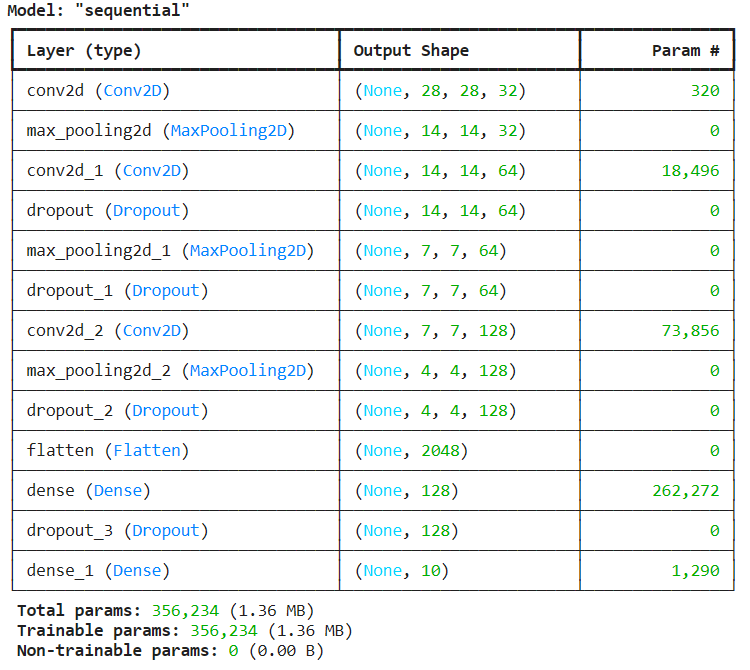 Model: "sequential"
Layer (type) Output Shape Param #
conv2d (Conv2D) (None, 28, 28, 32) 320
max_pooling2d (MaxPooling2D) (None, 14, 14, 32) 0
conv2d_1 (Conv2D) (None, 14, 14, 64) 18,496
dropout (Dropout) (None, 14, 14, 64) 0
max_pooling2d_1 (MaxPooling2D) (None, 7, 7, 64) 0
dropout_1 (Dropout) (None, 7, 7, 64) 0
conv2d_2 (Conv2D) (None, 7, 7, 128) 73,856
max_pooling2d_2 (MaxPooling2D) (None, 4, 4, 128) 0
dropout_2 (Dropout) (None, 4, 4, 128) 0
flatten (Flatten) (None, 2048) 0
dense (Dense) (None, 128) 262,272
dropout_3 (Dropout) (None, 128) 0
dense_1 (Dense) (None, 10) 1,290
Total params: 356,234 (1.36 MB)
Trainable params: 356,234 (1.36 MB)
Non-trainable params: 0 (0.00 B)